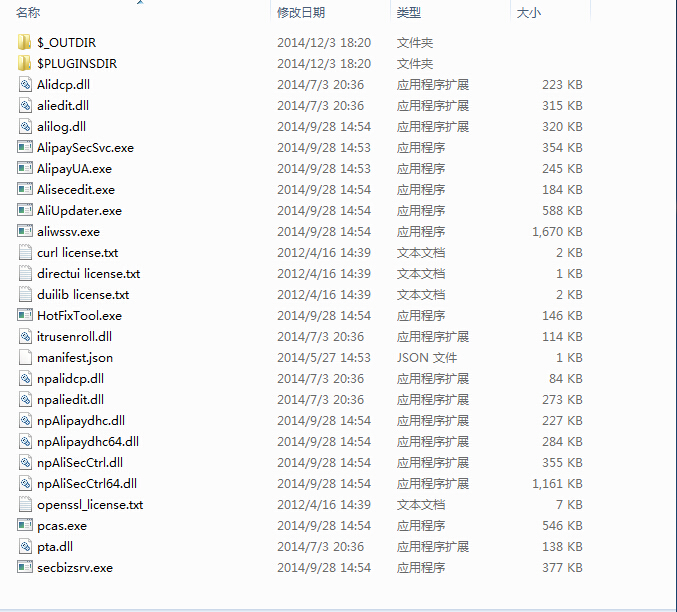 名称 修改日期 类型 大小
$_OUTDIR 2014/12/3 18:20 文件夹
$PLUGINSDIR 2014/12/3 18:20 文件夹
Alidcp.dll 2014/7/3 20:36 应用程序扩展 223 KB
aliedit.dll 2014/7/3 20:36 应用程序扩展 315 KB
alilog.dll 2014/9/28 14:54 应用程序扩展 320 KB
AlipaySecSvc.exe 2014/9/28 14:53 应用程序 354 KB
AlipayUA.exe 2014/9/28 14:53 应用程序 245 KB
Alisecedit.exe 2014/9/28 14:54 应用程序 184 KB
AliUpdater.exe 2014/9/28 14:54 应用程序 588 KB
aliwssv.exe 2014/9/28 14:54 应用程序 1,670 KB
curl license.txt 2012/4/16 14:39 文本文档 2 KB
directui license.txt 2012/4/16 14:39 文本文档 1 KB
duilib license.txt 2012/4/16 14:39 文本文档 2 KB
HotFixTool.exe 2014/9/28 14:54 应用程序 146 KB
itrusenroll.dll 2014/7/3 20:36 应用程序扩展 114 KB
manifest.json 2014/5/27 14:53 JSON 文件 1 KB
npalidcp.dll 2014/7/3 20:36 应用程序扩展 84 KB
npaliedit.dll 2014/7/3 20:36 应用程序扩展 273 KB
npAlipaydhc.dll 2014/9/28 14:54 应用程序扩展 227 KB
npAlipaydhc64.dll 2014/9/28 14:54 应用程序扩展 284 KB
npAliSecCtrl.dll 2014/9/28 14:54 应用程序扩展 355 KB
npAliSecCtrl64.dll 2014/9/28 14:54 应用程序扩展 1,161 KB
openssl_license.txt 2012/4/16 14:39 文本文档 7 KB
pcas.exe 2014/9/28 14:54 应用程序 546 KB
pta.dll 2014/7/3 20:36 应用程序扩展 138 KB
secbizsrv.exe 2014/9/28 14:54 应用程序 377 KB